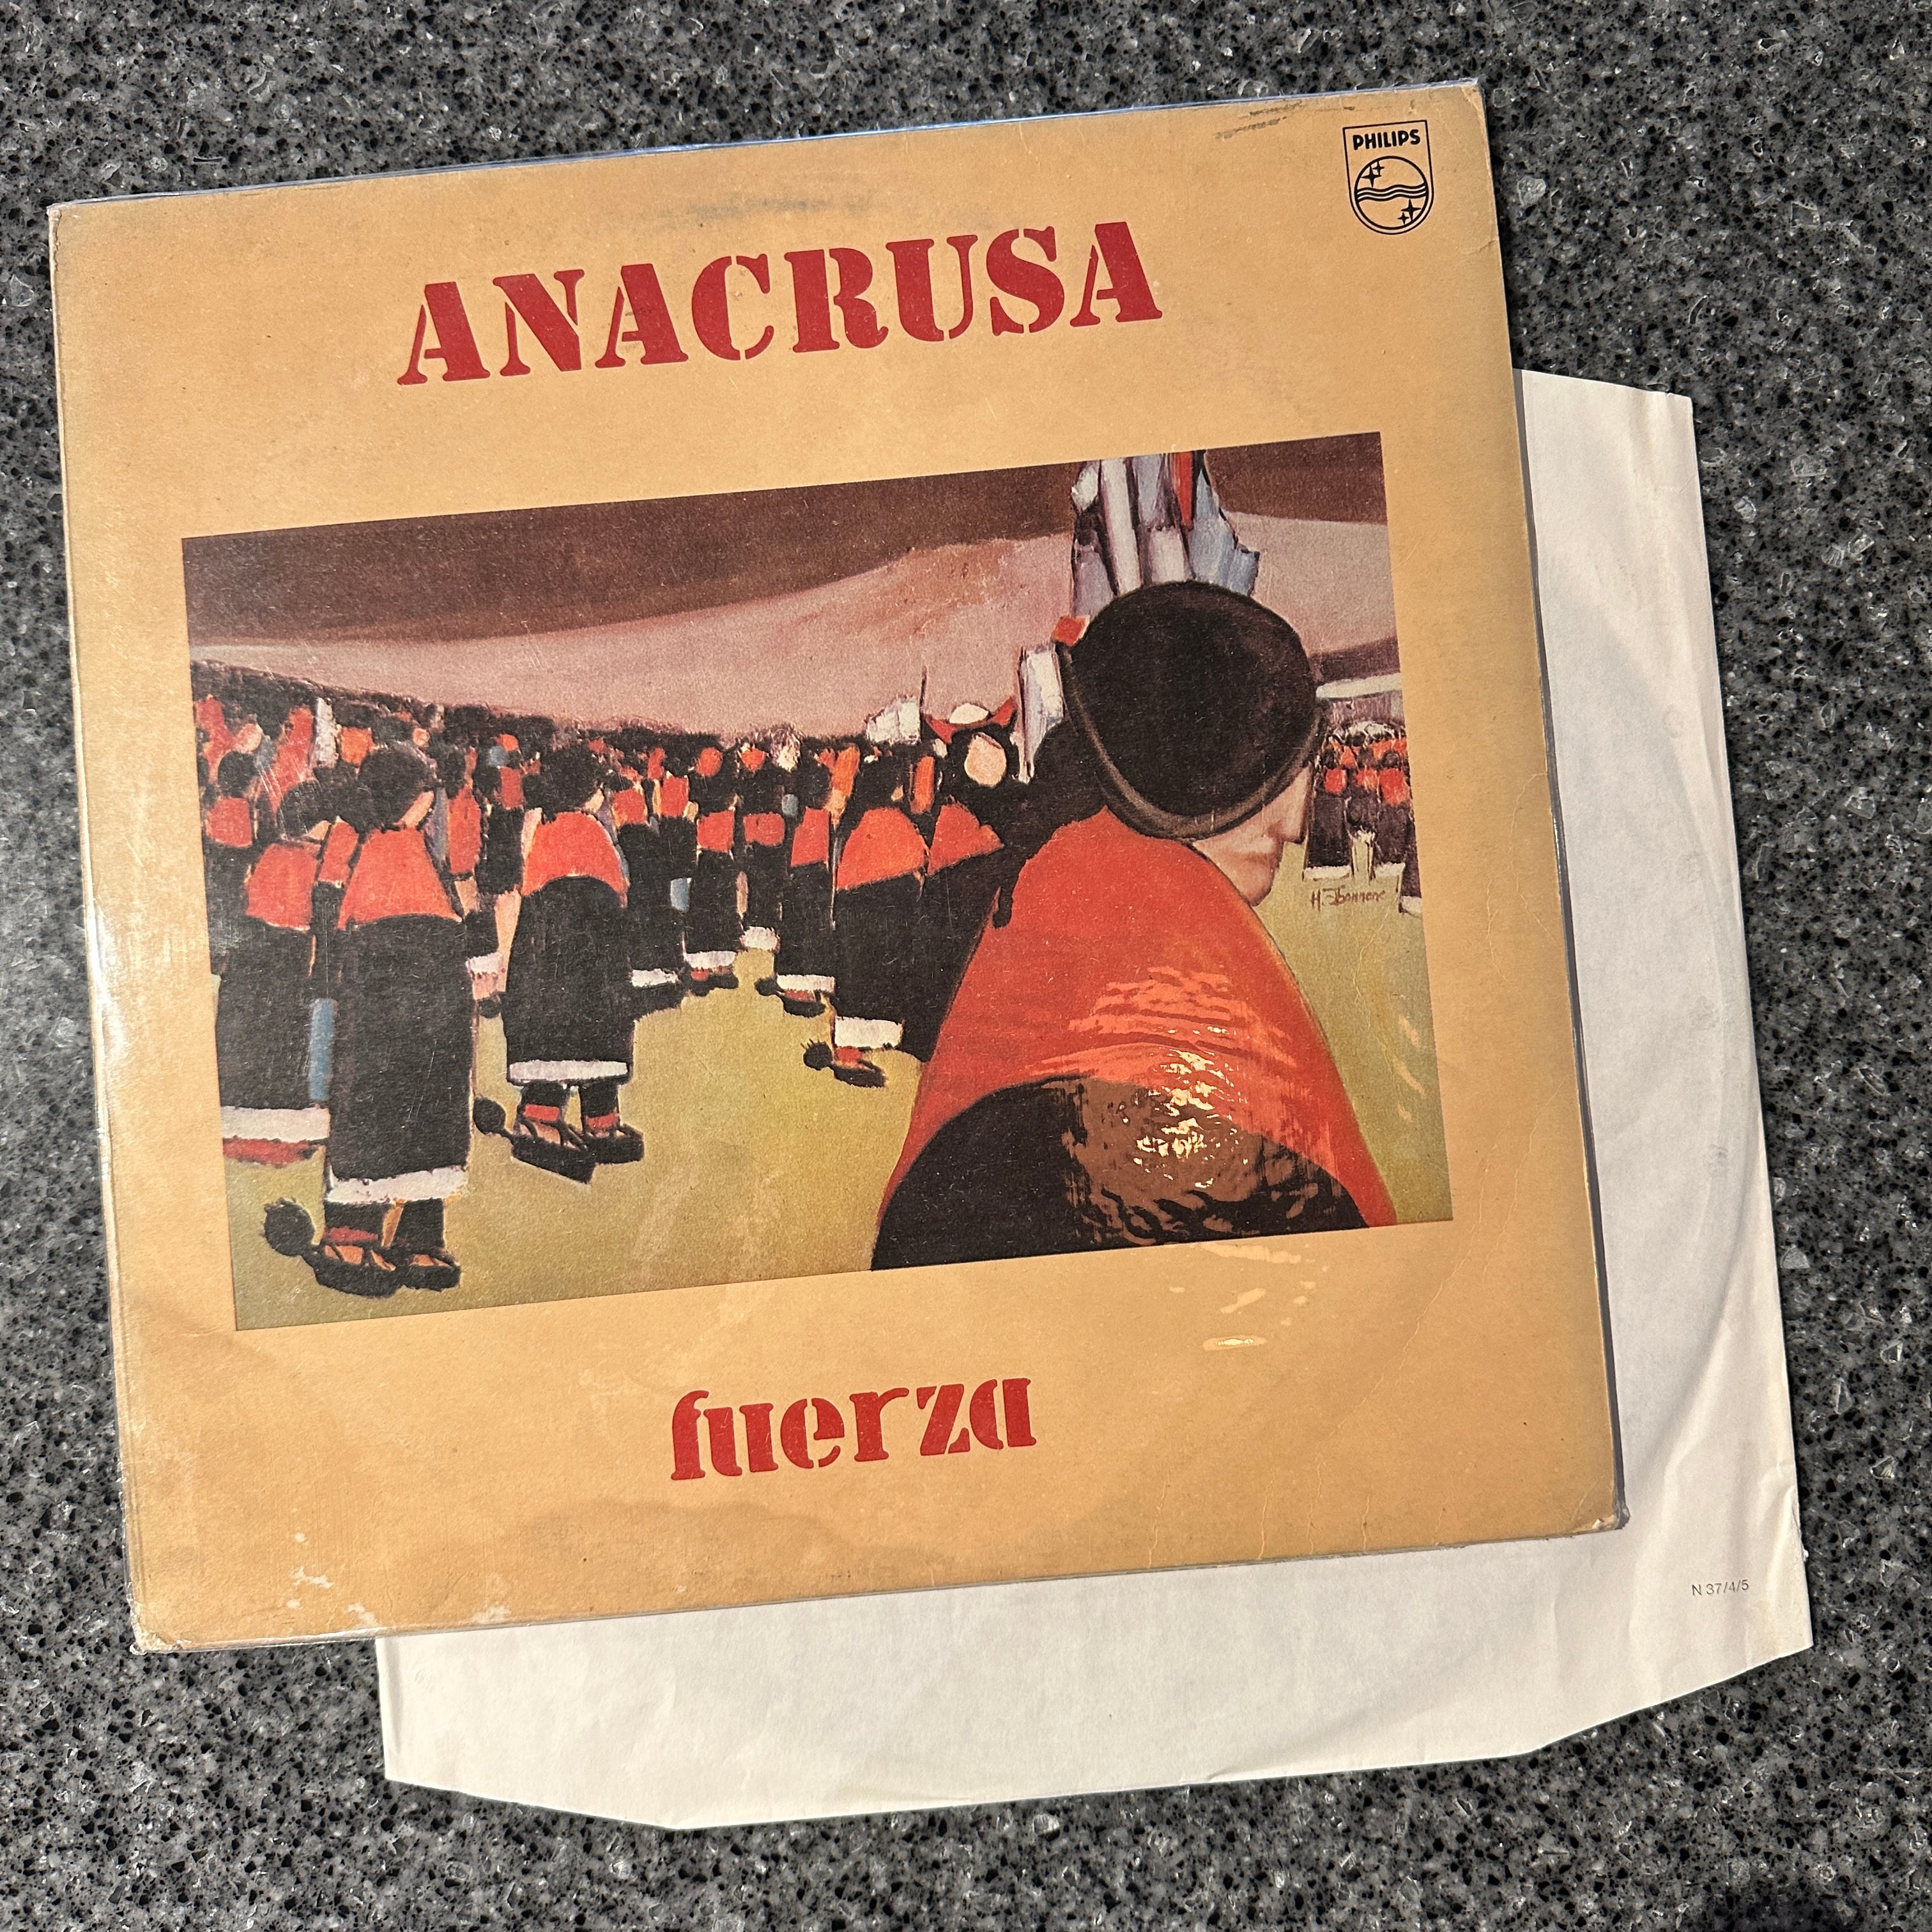 PHILIPS
ANACRUSA
fuerza
N 37/4/5